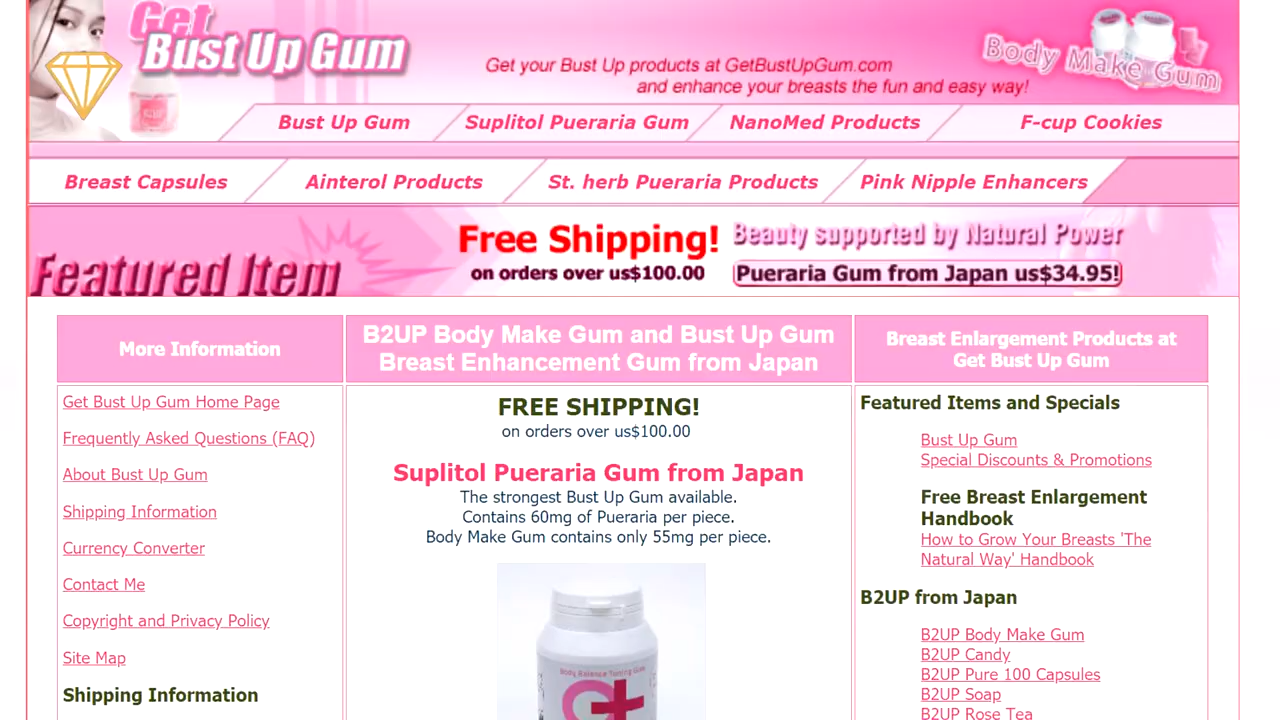 Get
Bust Up Gum
Get your Bust Up products at GetBustUpGum.com
and enhance your breasts the fun and easy way!
Body Make Gum
Bust Up Gum
Suplitol Pueraria Gum
NanoMed Products
F-cup Cookies
Breast Capsules
Ainterol Products
St. herb Pueraria Products
Pink Nipple Enhancers
Featured Item
Free Shipping!
on orders over us$100.00
Beauty supported by Natural Power
Pueraria Gum from Japan us$34.95!
More Information
Get Bust Up Gum Home Page
Frequently Asked Questions (FAQ)
About Bust Up Gum
Shipping Information
Currency Converter
Contact Me
Copyright and Privacy Policy
Site Map
Shipping Information
B2UP Body Make Gum and Bust Up Gum
Breast Enhancement Gum from Japan
FREE SHIPPING!
on orders over us$100.00
Suplitol Pueraria Gum from Japan
The strongest Bust Up Gum available.
Contains 60mg of Pueraria per piece.
Body Make Gum contains only 55mg per piece.
Breast Enlargement Products at
Get Bust Up Gum
Featured Items and Specials
Bust Up Gum
Special Discounts & Promotions
Free Breast Enlargement
Handbook
How to Grow Your Breasts 'The
Natural Way' Handbook
B2UP from Japan
B2UP Body Make Gum
B2UP Candy
B2UP Pure 100 Capsules
B2UP Soap
B2UP Rose Tea